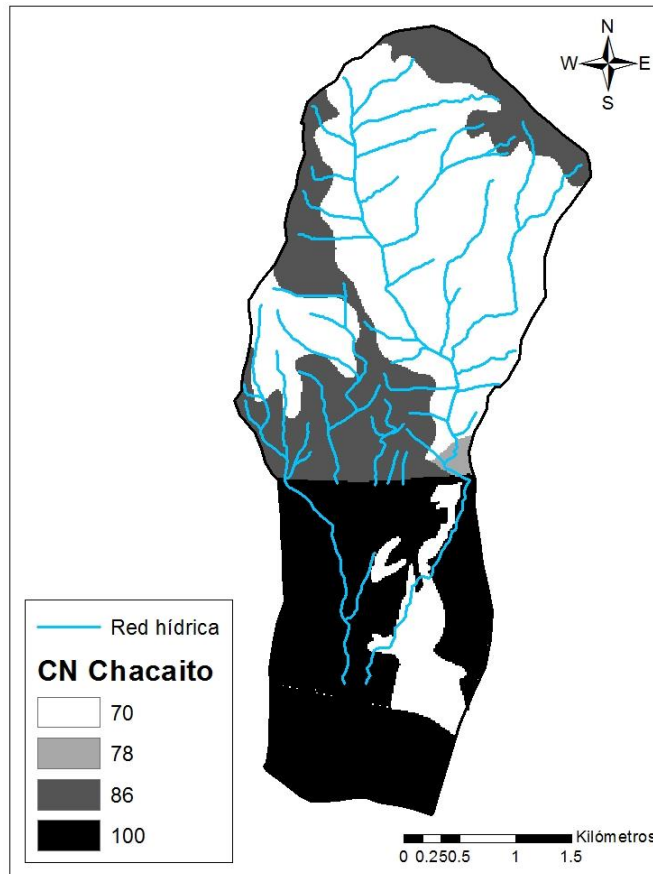 N
W E
S
Red hídrica
CN Chacaito
70
78
86
100
Kilómetros
0 0.250.5 1 1.5